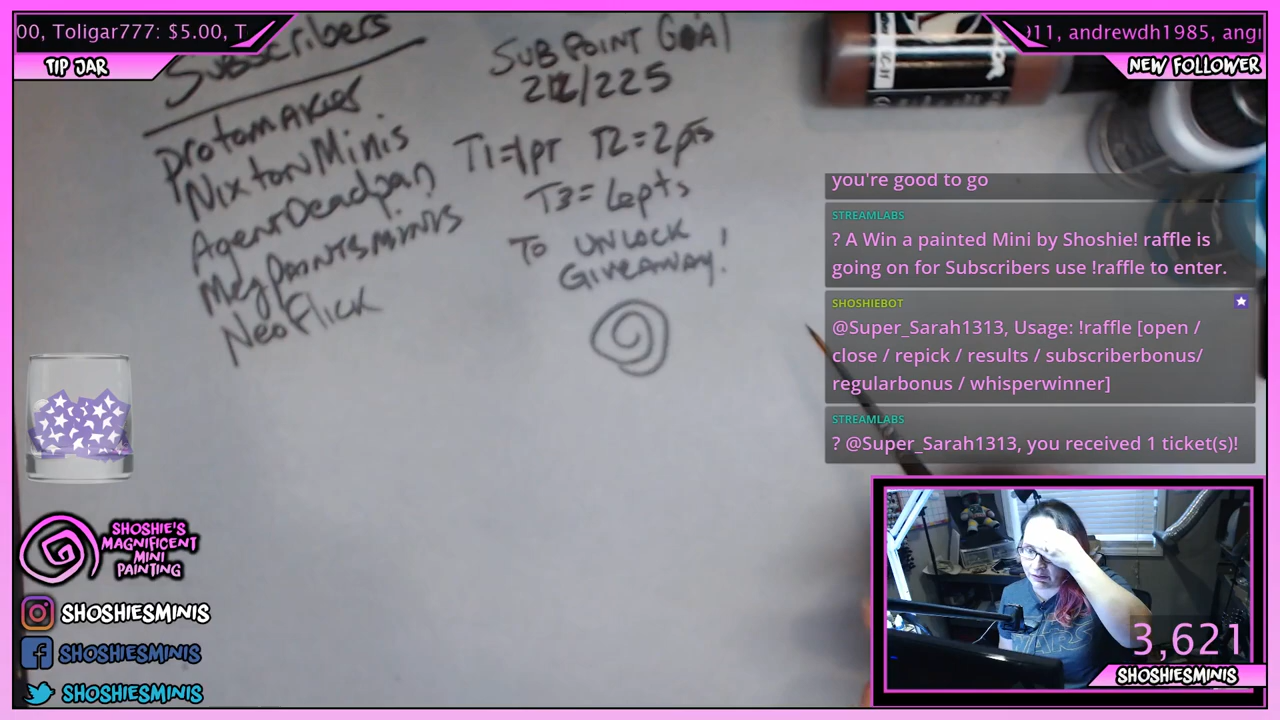 00, Toligar777: $5.00, T
TIP JAR
911, andrewdh1985, angi
NEW FOLLOWER
SUBSCRIBERS
protomakes
NixtonMinis
AgentDeadpan
MegPaintsMinis
NeoFlick
SUB POINT GOAL
212/225
T1=1pt T2=2pts
T3=6pts
TO UNLOCK
GIVEAWAY!
you're good to go
STREAMLABS
? A Win a painted Mini by Shoshie! raffle is
going on for Subscribers use !raffle to enter.
SHOSHIEBOT
@Super_Sarah1313, Usage: !raffle [open /
close / repick / results / subscriberbonus/
regularbonus / whisperwinner]
STREAMLABS
? @Super_Sarah1313, you received 1 ticket(s)!
SHOSHIE'S
MAGNIFICENT
MINI
PAINTING
SHOSHIESMINIS
SHOSHIESMINIS
SHOSHIESMINIS
WARS
3,621
SHOSHIESMINIS